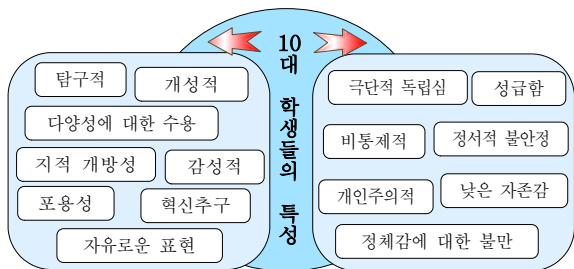 10대 학생들의 특성
탐구적
개성적
다양성에 대한 수용
지적 개방성
감성적
포용성
혁신추구
자유로운 표현
극단적 독립심
성급함
비통제적
정서적 불안정
개인주의적
낮은 자존감
정체감에 대한 불만